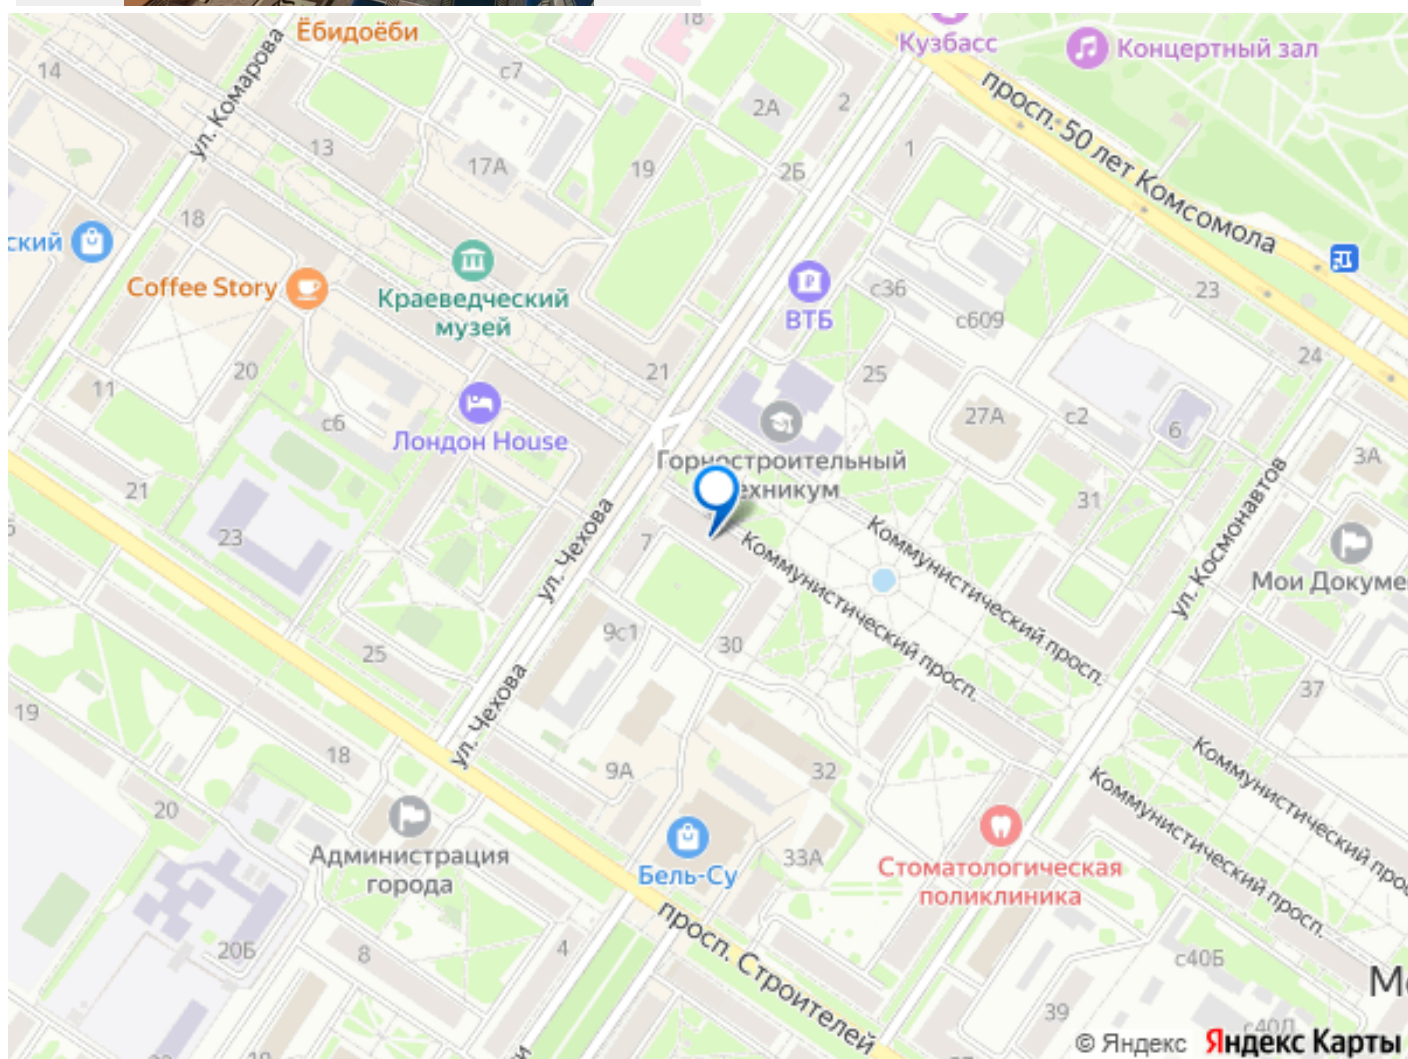 Ёбидоёби
18
Кузбасс
Концертный зал
14
ул. Комарова
с7
2А
2
просп. 50 лет Комсомола
13
17А
19
2Б
1
18
ский
Coffee Story
Краеведческий
музей
ВТБ
с36
с609
23
24
11
20
с6
21
25
27А
с2
6
3А
Лондон House
Горностроительный
ехникум
21
23
31
ул. Чехова
7
Коммунистический просп.
Коммунистический просп.
ул. Космонавтов
Мои Докуме
25
9с1
30
37
19
18
ул. Чехова
9А
32
Коммунистический просп.
Коммунистический про
20
Администрация
города
Бель-Су
33А
Стоматологическая
поликлиника
20Б
8
4
просп. Строителей
с40Б
39
с40Д
М
© Яндекс
Яндекс Карты